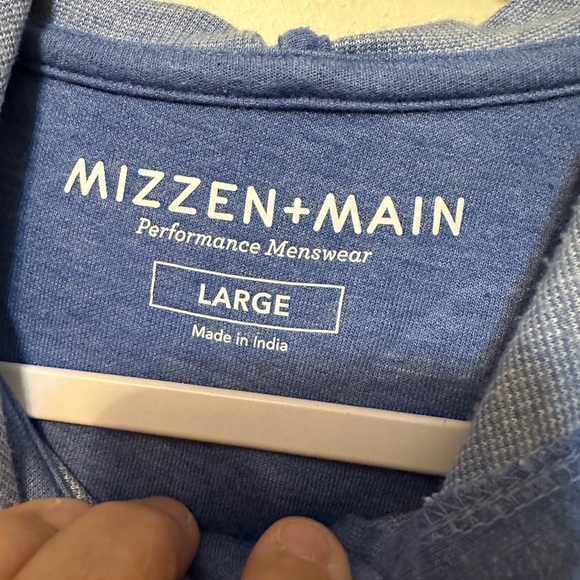 MIZZEN+MAIN
Performance Menswear
LARGE
Made in India